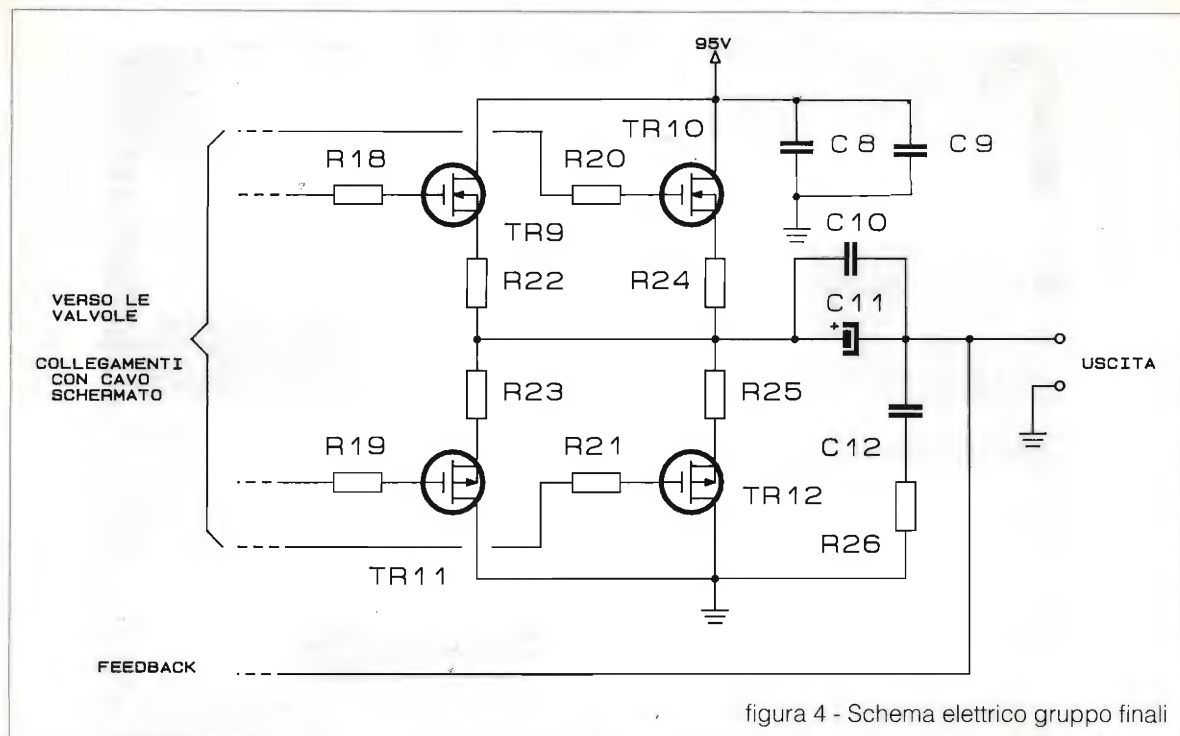 95V
TR10
C8
C9
R18
R20
TR9
C10
R22
R24
C11
+
VERSO LE
VALVOLE
COLLEGAMENTI
CON CAVO
SCHERMATO
USCITA
R23
R25
C12
R19
R21
TR12
R26
TR11
FEEDBACK
figura 4 - Schema elettrico gruppo finali